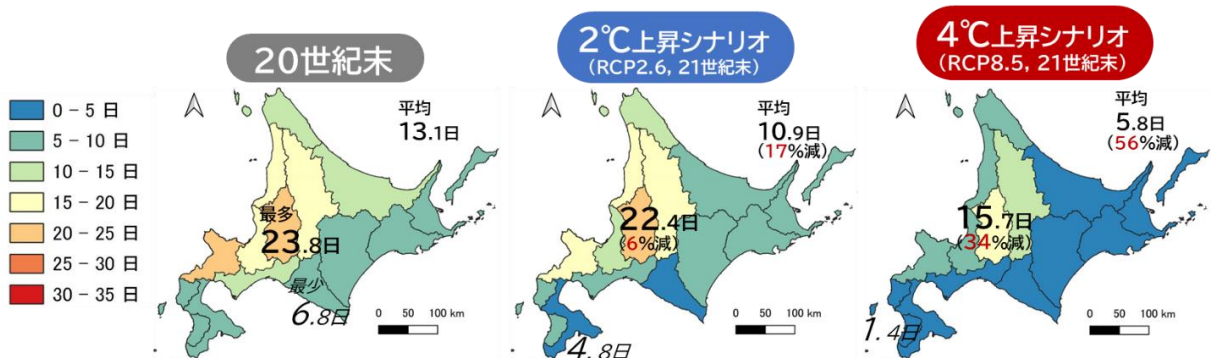 20世紀末
2℃上昇シナリオ
(RCP2.6, 21世紀末)
4℃上昇シナリオ
(RCP8.5, 21世紀末)
0 – 5 日
5 – 10 日
10 – 15 日
15 – 20 日
20 – 25 日
25 – 30 日
30 – 35 日
平均
13.1日
最多
23.8日
最少
6.8日
0 50 100 km
平均
10.9日
(17%減)
22.4日
(6%減)
4.8日
0 50 100 km
平均
5.8日
(56%減)
15.7日
(34%減)
1.4日
0 50 100 km